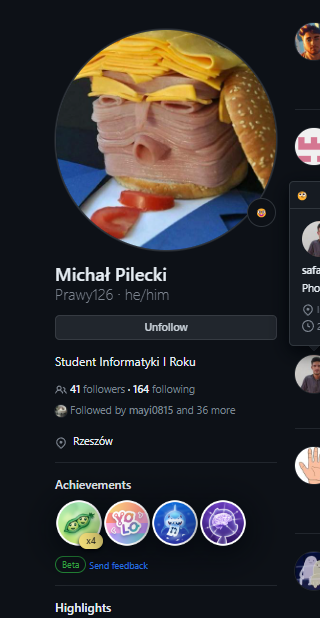 Michał Pilecki
Prawy126 · he/him
Unfollow
Student Informatyki I Roku
41 followers · 164 following
Followed by mayi0815 and 36 more
Rzeszów
Achievements
YOLO
x4
Beta Send feedback
Highlights
safa
Pho